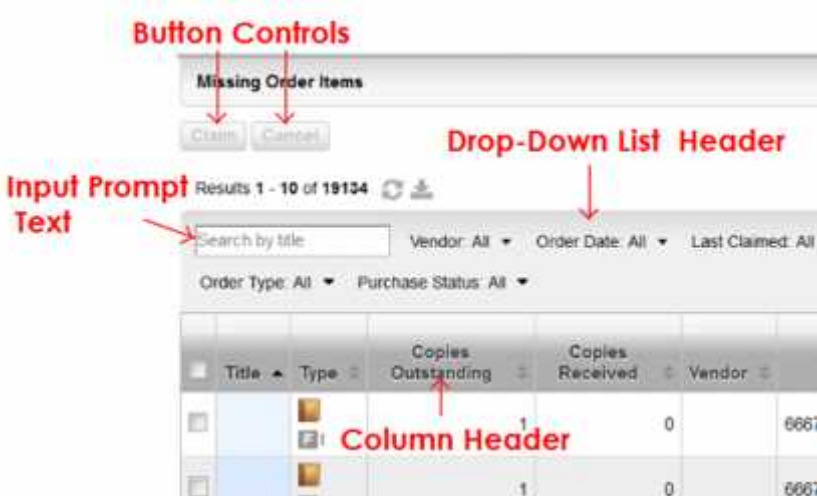 Button Controls
Missing Order Items
Claim Cancel
Drop-Down List Header
Input Prompt Text
Results 1 - 10 of 19134
Search by title Vendor: All Order Date: All Last Claimed: All
Order Type: All Purchase Status: All
Title Type Copies Outstanding Copies Received Vendor
1 0 6667
Column Header
1 0 6667